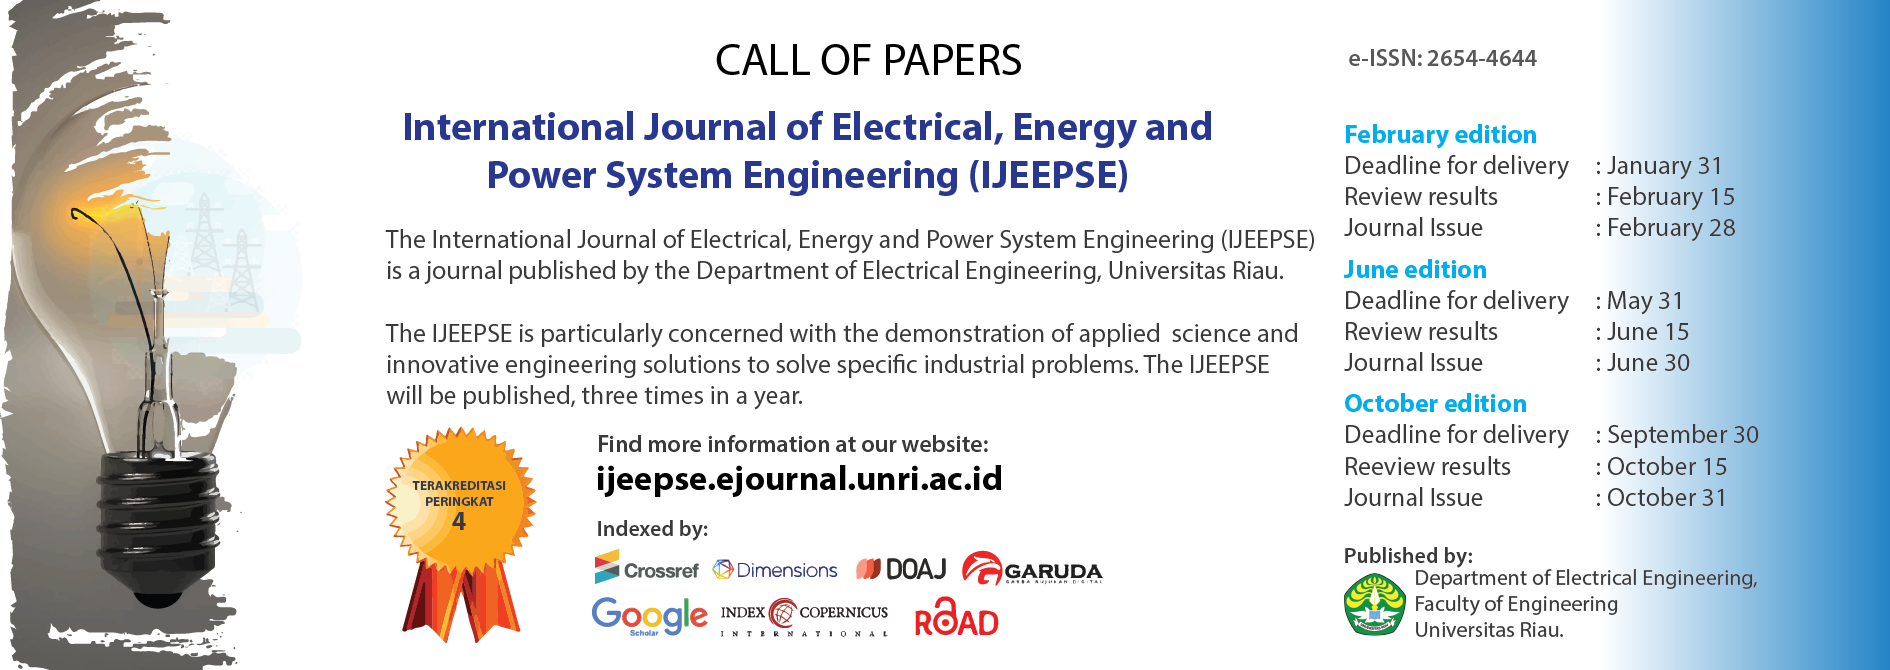 CALL OF PAPERS
International Journal of Electrical, Energy and
Power System Engineering (IJEEPSE)
The International Journal of Electrical, Energy and Power System Engineering (IJEEPSE)
is a journal published by the Department of Electrical Engineering, Universitas Riau.
The IJEEPSE is particularly concerned with the demonstration of applied science and
innovative engineering solutions to solve specific industrial problems. The IJEEPSE
will be published, three times in a year.
TERAKREDITASI
PERINGKAT
4
Find more information at our website:
ijeepse.ejournal.unri.ac.id
Indexed by:
Crossref Dimensions DOAJ GARUDA
GARBA RUJUKAN DIGITAL
Google INDEX COPERNICUS ROAD
Scholar INTERNATIONAL
e-ISSN: 2654-4644
February edition
Deadline for delivery : January 31
Review results : February 15
Journal Issue : February 28
June edition
Deadline for delivery : May 31
Review results : June 15
Journal Issue : June 30
October edition
Deadline for delivery : September 30
Reeview results : October 15
Journal Issue : October 31
Published by:
Department of Electrical Engineering,
Faculty of Engineering
Universitas Riau.